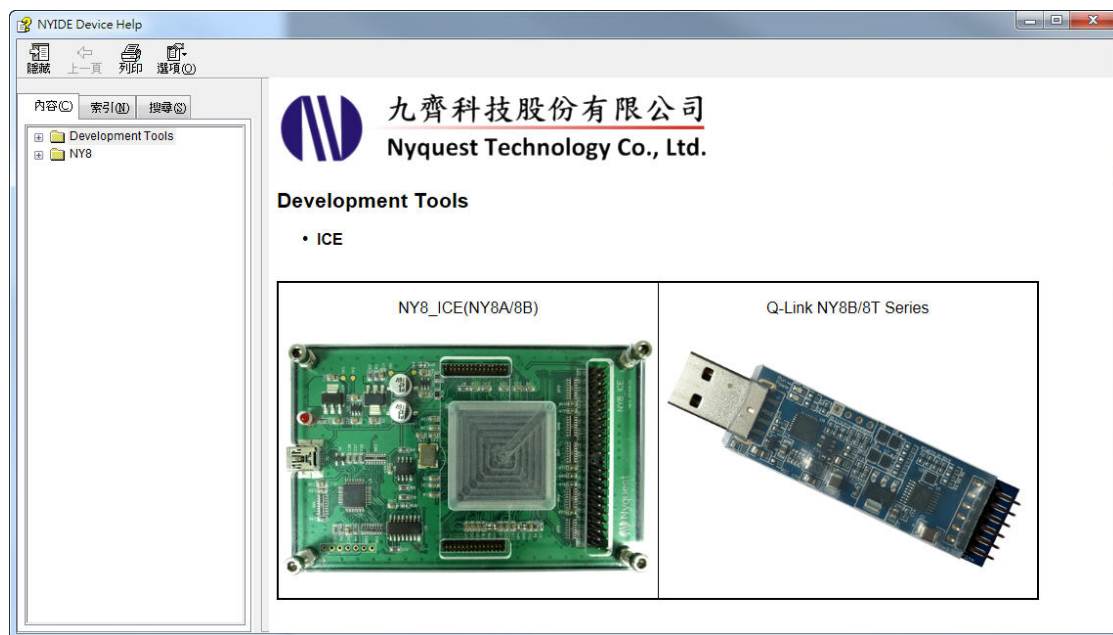 NYIDE Device Help
隱藏 上一頁 列印 選項(O)
內容(C) 索引(N) 搜尋(S)
Development Tools
NY8
九齊科技股份有限公司
Nyquest Technology Co., Ltd.
Development Tools
• ICE
NY8_ICE(NY8A/8B)
Q-Link NY8B/8T Series
NY8_ICE
Nyquest